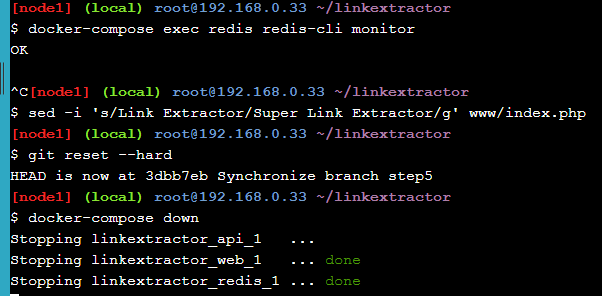 [node1] (local) root@192.168.0.33 ~/linkextractor
$ docker-compose exec redis redis-cli monitor
OK
^C[node1] (local) root@192.168.0.33 ~/linkextractor
$ sed -i 's/Link Extractor/Super Link Extractor/g' www/index.php
[node1] (local) root@192.168.0.33 ~/linkextractor
$ git reset --hard
HEAD is now at 3dbb7eb Synchronize branch step5
[node1] (local) root@192.168.0.33 ~/linkextractor
$ docker-compose down
Stopping linkextractor_api_1   ...
Stopping linkextractor_web_1   ... done
Stopping linkextractor_redis_1 ... done